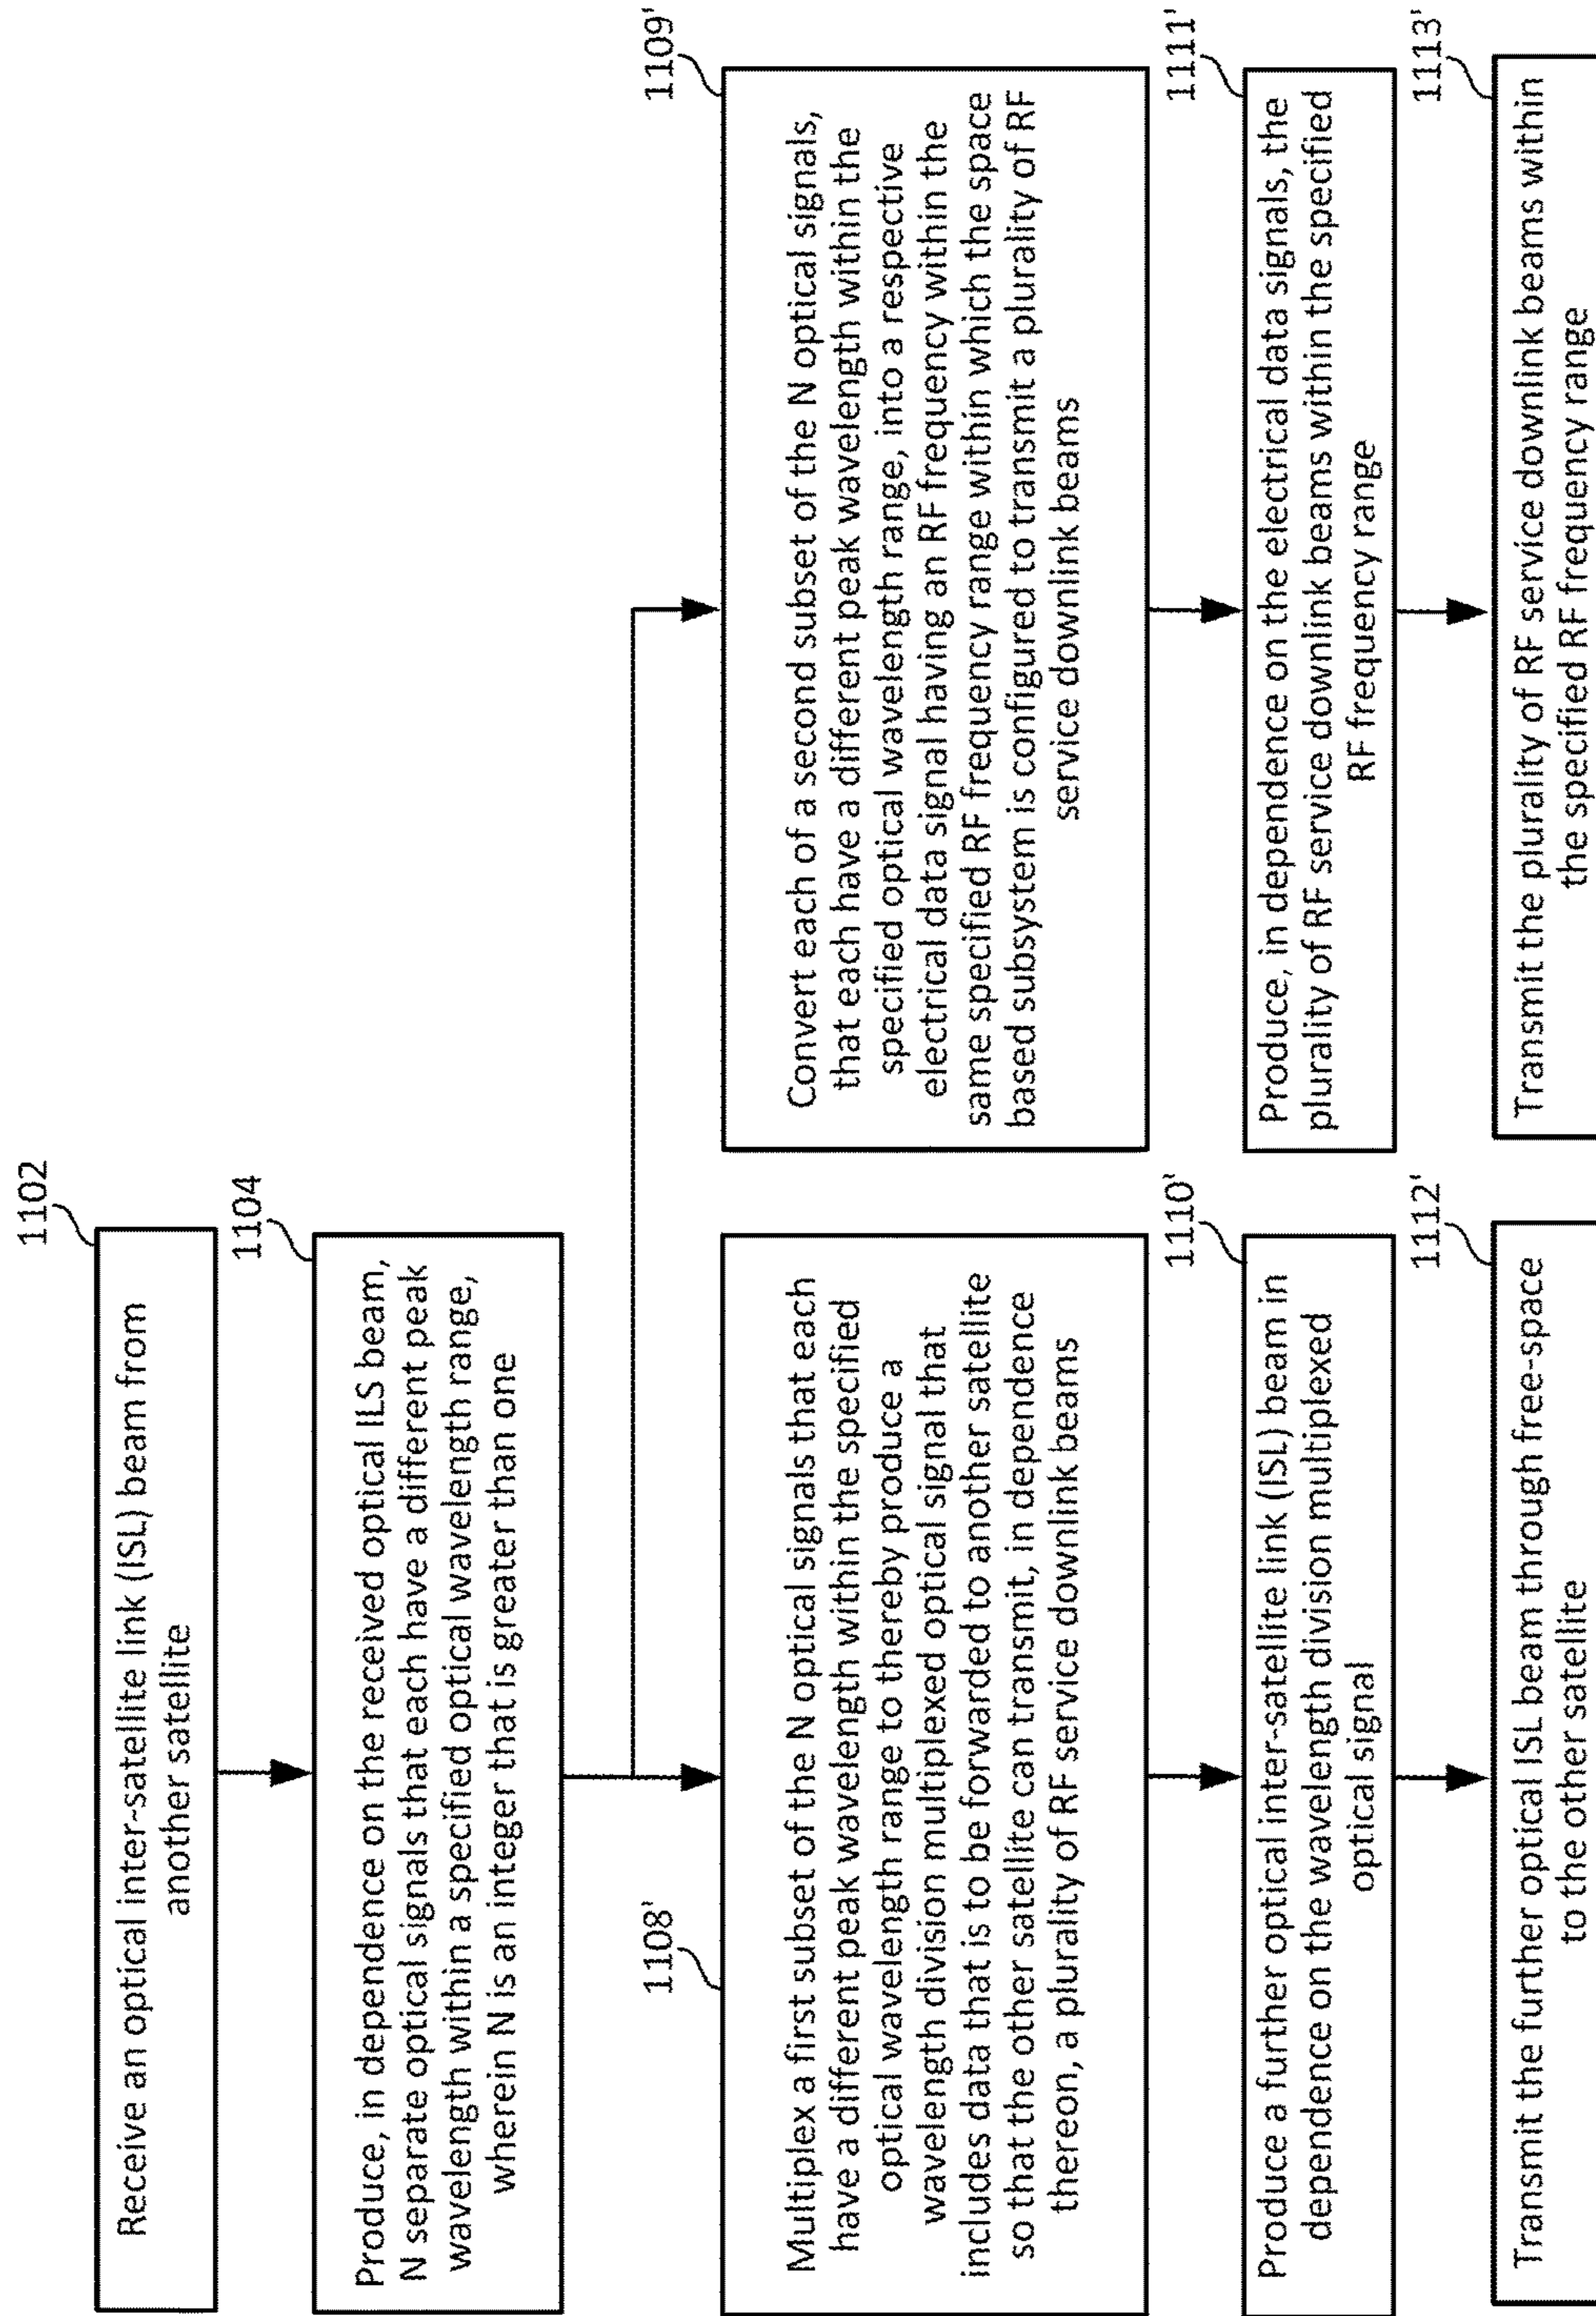 1102
Receive an optical inter-satellite link (ISL) beam from
another satellite
1104
Produce, in dependence on the received optical ILS beam,
N separate optical signals that each have a different peak
wavelength within a specified optical wavelength range,
wherein N is an integer that is greater than one
1108'
Multiplex a first subset of the N optical signals that each
have a different peak wavelength within the specified
optical wavelength range to thereby produce a
wavelength division multiplexed optical signal that
includes data that is to be forwarded to another satellite
so that the other satellite can transmit, in dependence
thereon, a plurality of RF service downlink beams
1110'
Produce a further optical inter-satellite link (ISL) beam in
dependence on the wavelength division multiplexed
optical signal
1112'
Transmit the further optical ISL beam through free-space
to the other satellite
1109'
Convert each of a second subset of the N optical signals,
that each have a different peak wavelength within the
specified optical wavelength range, into a respective
electrical data signal having an RF frequency within the
same specified RF frequency range within which the space
based subsystem is configured to transmit a plurality of RF
service downlink beams
1111'
Produce, in dependence on the electrical data signals, the
plurality of RF service downlink beams within the specified
RF frequency range
1113'
Transmit the plurality of RF service downlink beams within
the specified RF frequency range